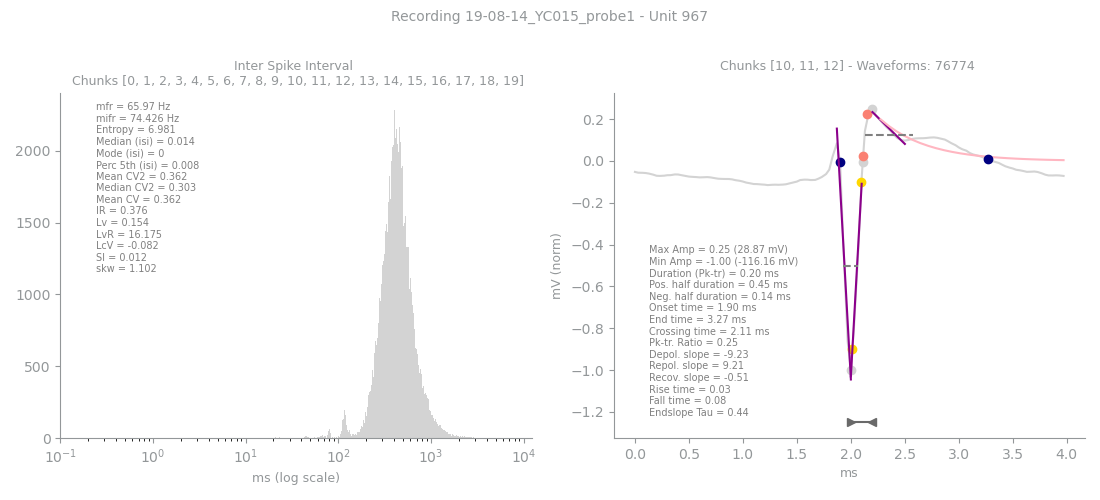 Recording 19-08-14_YC015_probe1 - Unit 967
Inter Spike Interval
Chunks [0, 1, 2, 3, 4, 5, 6, 7, 8, 9, 10, 11, 12, 13, 14, 15, 16, 17, 18, 19]
mfr = 65.97 Hz
mifr = 74.426 Hz
Entropy = 6.981
Median (isi) = 0.014
Mode (isi) = 0
Perc 5th (isi) = 0.008
Mean CV2 = 0.362
Median CV2 = 0.303
Mean CV = 0.362
IR = 0.376
Lv = 0.154
LvR = 16.175
LcV = -0.082
SI = 0.012
skw = 1.102
2000
1500
1000
500
0
10⁻¹ 10⁰ 10¹ 10² 10³ 10⁴
ms (log scale)
Chunks [10, 11, 12] - Waveforms: 76774
mV (norm)
0.2
0.0
−0.2
−0.4
−0.6
−0.8
−1.0
−1.2
Max Amp = 0.25 (28.87 mV)
Min Amp = -1.00 (-116.16 mV)
Duration (Pk-tr) = 0.20 ms
Pos. half duration = 0.45 ms
Neg. half duration = 0.14 ms
Onset time = 1.90 ms
End time = 3.27 ms
Crossing time = 2.11 ms
Pk-tr. Ratio = 0.25
Depol. slope = -9.23
Repol. slope = 9.21
Recov. slope = -0.51
Rise time = 0.03
Fall time = 0.08
Endslope Tau = 0.44
0.0 0.5 1.0 1.5 2.0 2.5 3.0 3.5 4.0
ms